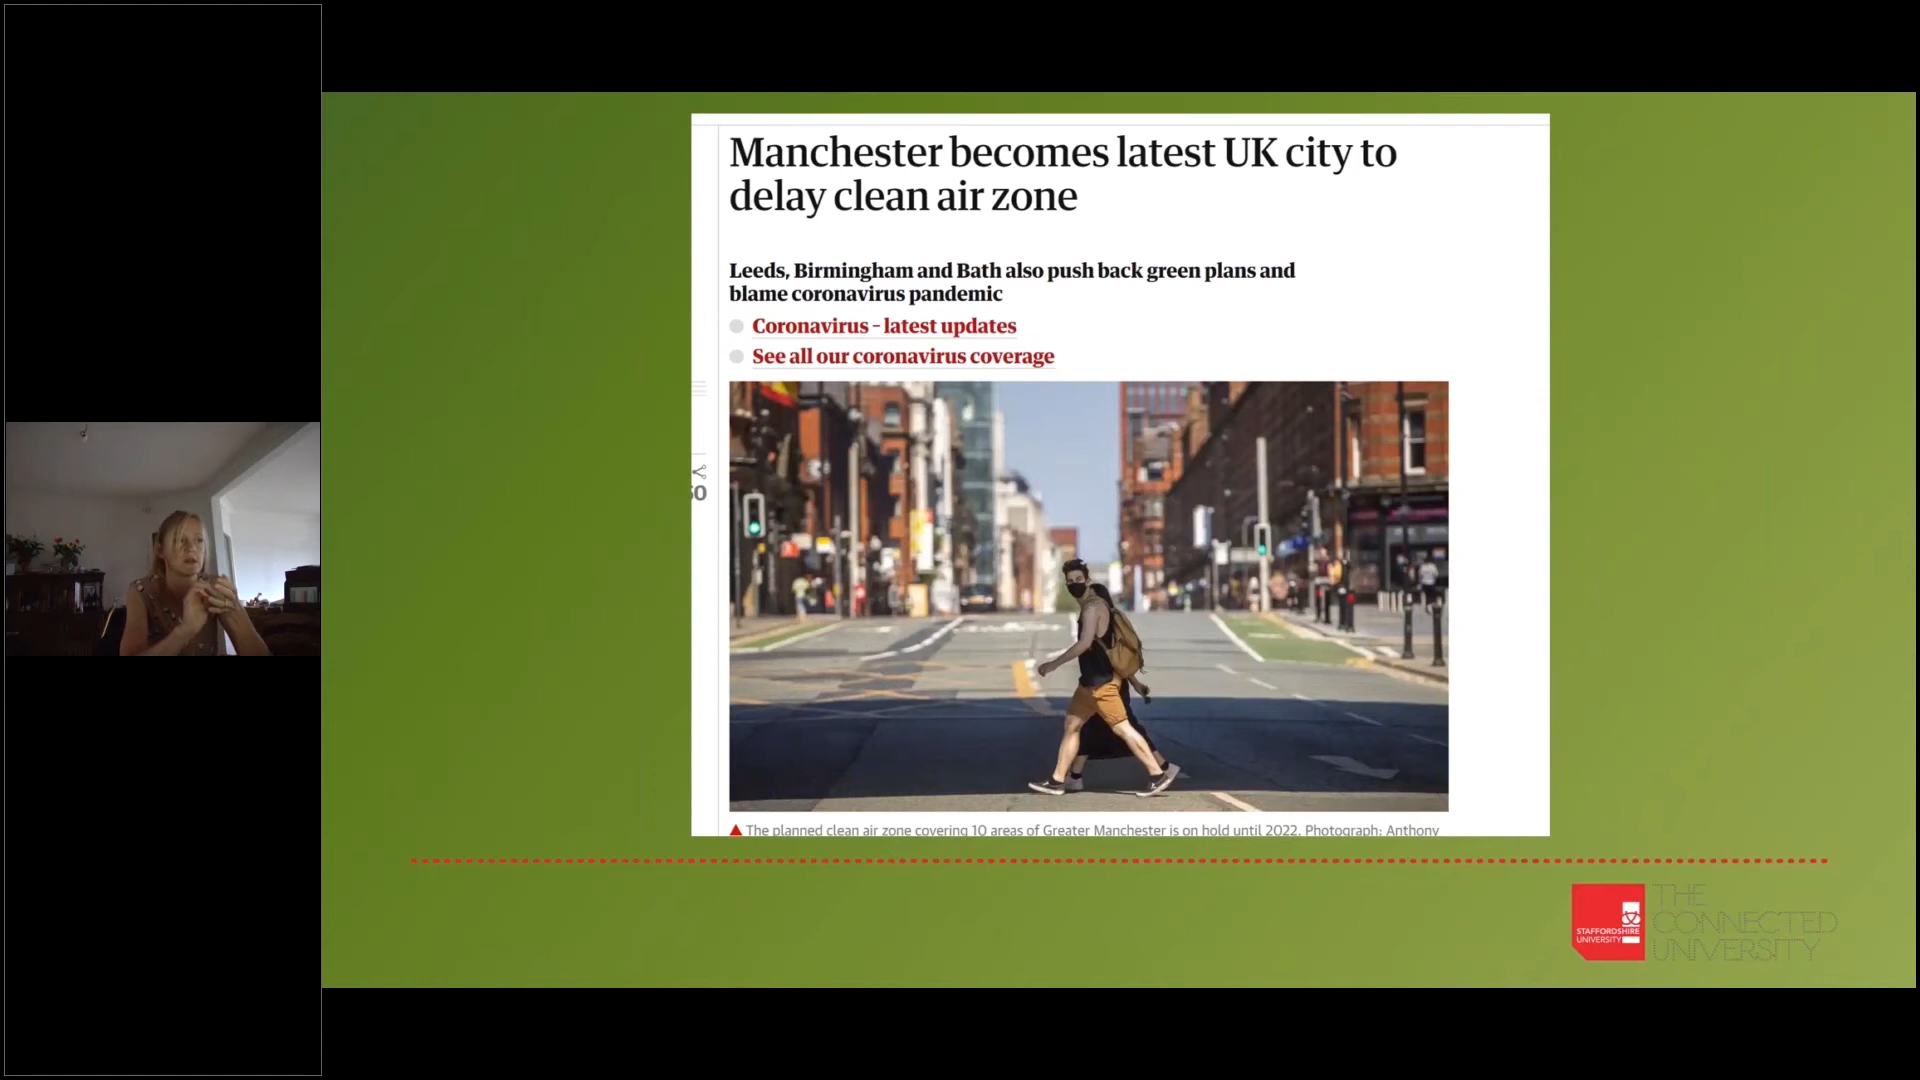 Manchester becomes latest UK city to
delay clean air zone
Leeds, Birmingham and Bath also push back green plans and
blame coronavirus pandemic
Coronavirus – latest updates
See all our coronavirus coverage
The planned clean air zone covering 10 areas of Greater Manchester is on hold until 2022. Photograph: Anthony
STAFFORDSHIRE
UNIVERSITY
THE
CONNECTED
UNIVERSITY